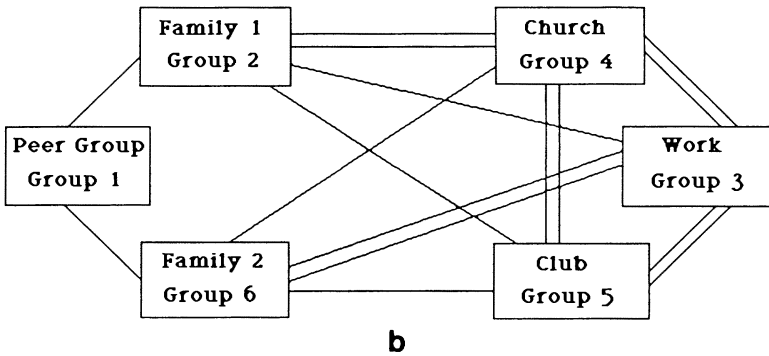 Family 1
Group 2
Church
Group 4
Peer Group
Group 1
Work
Group 3
Family 2
Group 6
Club
Group 5
b